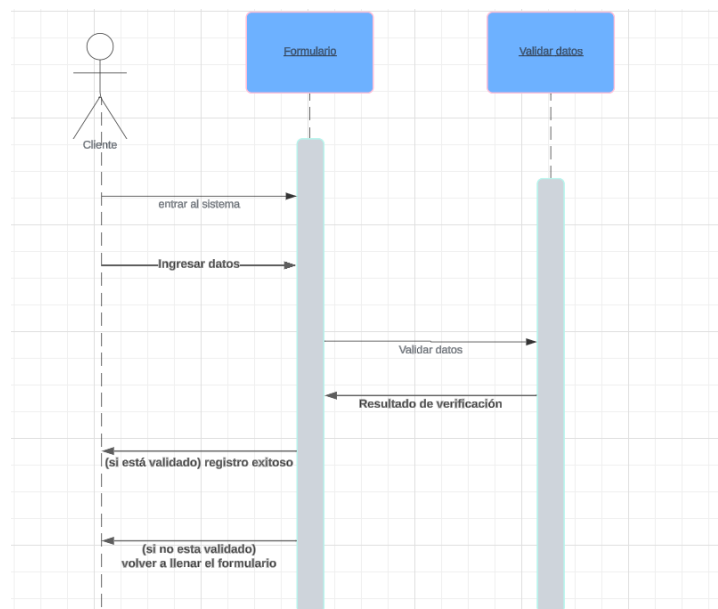 Formulario
Validar datos
Cliente
entrar al sistema
Ingresar datos
Validar datos
Resultado de verificación
(si está validado) registro exitoso
(si no esta validado)
volver a llenar el formulario